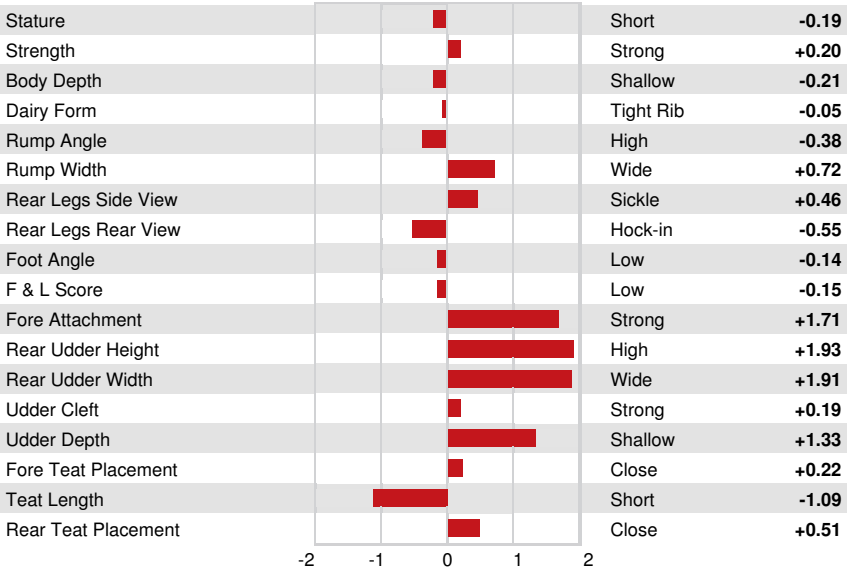 Stature Short -0.19
Strength Strong +0.20
Body Depth Shallow -0.21
Dairy Form Tight Rib -0.05
Rump Angle High -0.38
Rump Width Wide +0.72
Rear Legs Side View Sickle +0.46
Rear Legs Rear View Hock-in -0.55
Foot Angle Low -0.14
F & L Score Low -0.15
Fore Attachment Strong +1.71
Rear Udder Height High +1.93
Rear Udder Width Wide +1.91
Udder Cleft Strong +0.19
Udder Depth Shallow +1.33
Fore Teat Placement Close +0.22
Teat Length Short -1.09
Rear Teat Placement Close +0.51
-2 -1 0 1 2